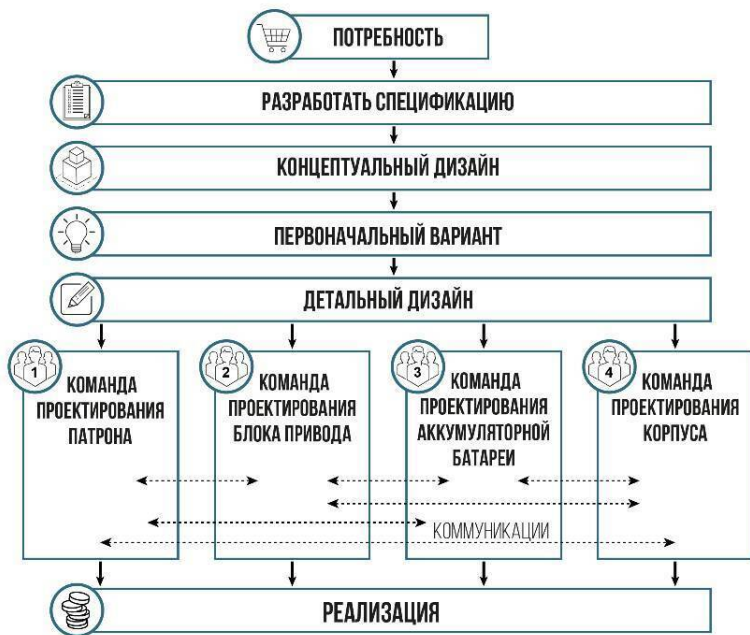 ПОТРЕБНОСТЬ
РАЗРАБОТАТЬ СПЕЦИФИКАЦИЮ
КОНЦЕПТУАЛЬНЫЙ ДИЗАЙН
ПЕРВОНАЧАЛЬНЫЙ ВАРИАНТ
ДЕТАЛЬНЫЙ ДИЗАЙН
1
КОМАНДА
ПРОЕКТИРОВАНИЯ
ПАТРОНА
2
КОМАНДА
ПРОЕКТИРОВАНИЯ
БЛОКА ПРИВОДА
3
КОМАНДА
ПРОЕКТИРОВАНИЯ
АККУМУЛЯТОРНОЙ
БАТАРЕИ
4
КОМАНДА
ПРОЕКТИРОВАНИЯ
КОРПУСА
КОММУНИКАЦИИ
РЕАЛИЗАЦИЯ